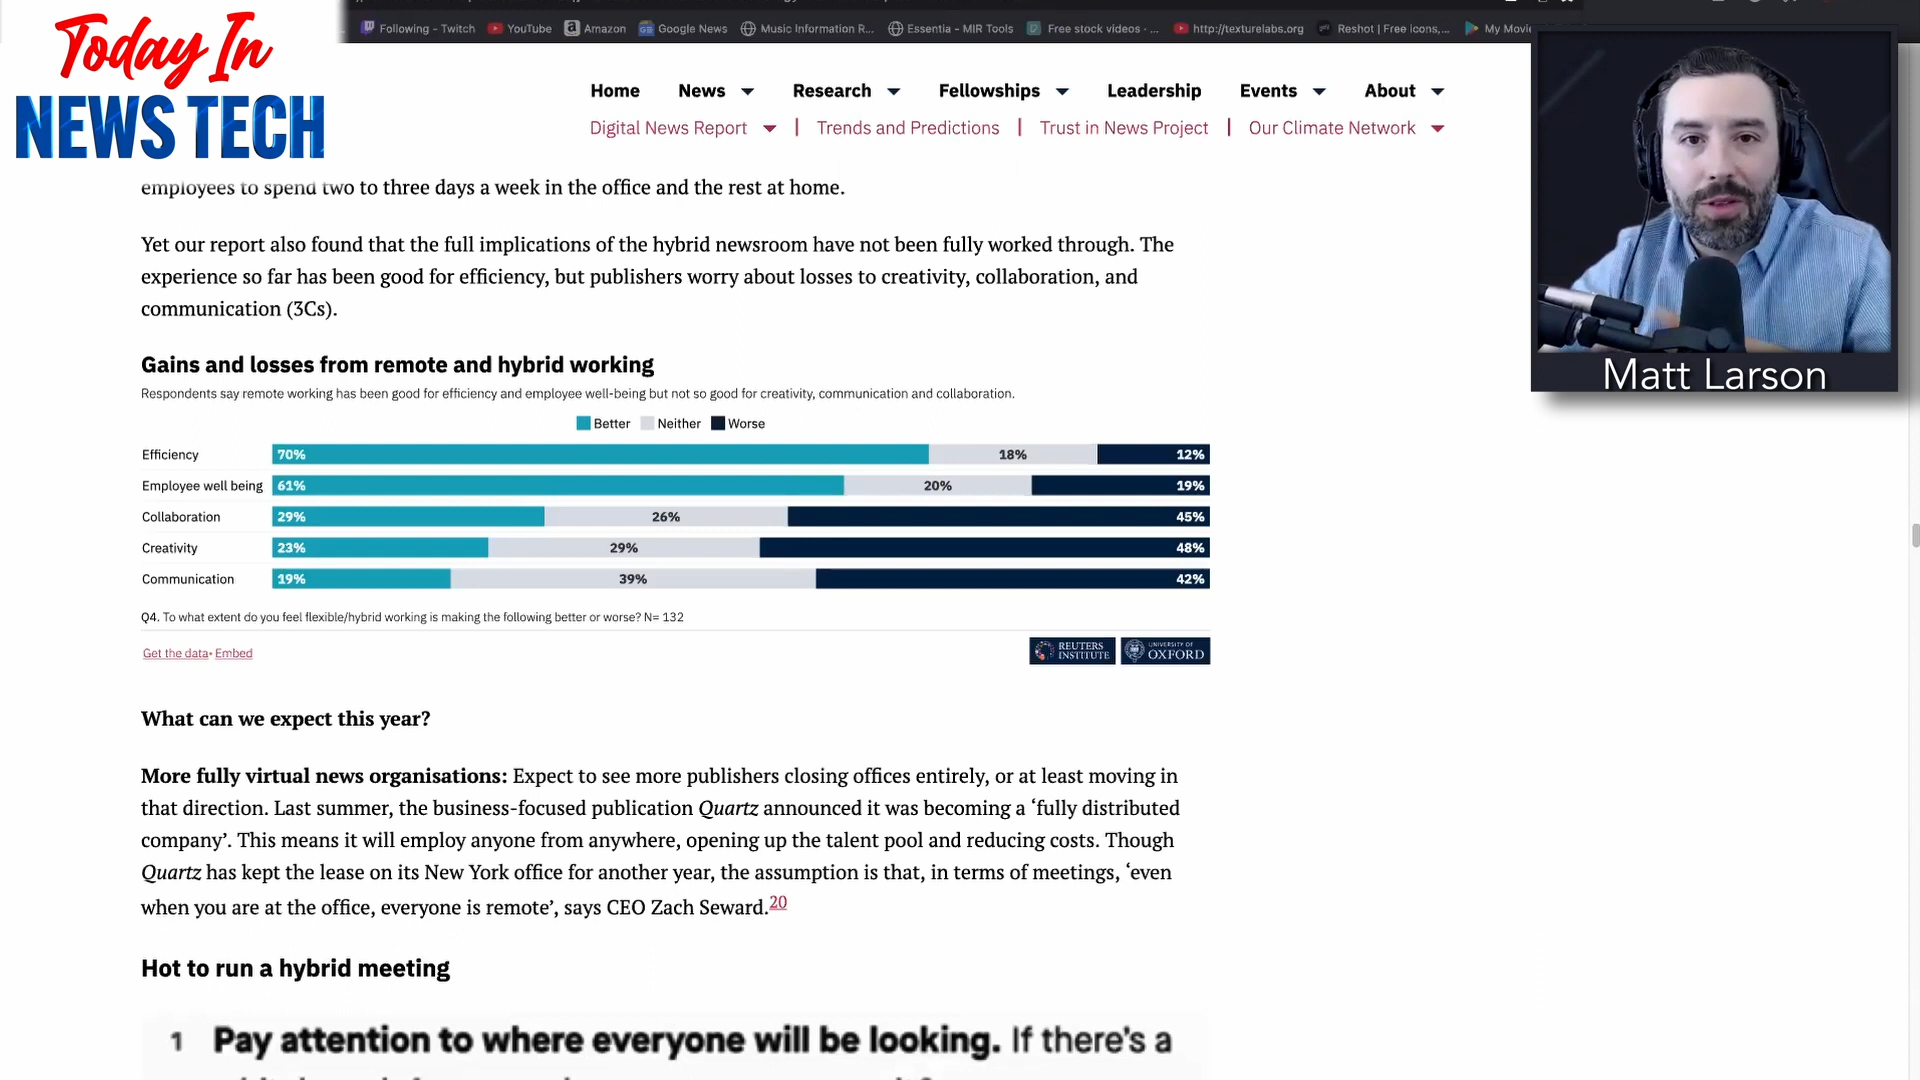 Today In
NEWS TECH
Following - Twitch YouTube Amazon Google News Music Information R... Essentia - MIR Tools Free stock videos - ... http://texturelabs.org Reshot | Free icons,... My Movi
Home News Research Fellowships Leadership Events About
Digital News Report | Trends and Predictions | Trust in News Project | Our Climate Network
employees to spend two to three days a week in the office and the rest at home.
Yet our report also found that the full implications of the hybrid newsroom have not been fully worked through. The
experience so far has been good for efficiency, but publishers worry about losses to creativity, collaboration, and
communication (3Cs).
Matt Larson
Gains and losses from remote and hybrid working
Respondents say remote working has been good for efficiency and employee well-being but not so good for creativity, communication and collaboration.
Better Neither Worse
Efficiency 70% 18% 12%
Employee well being 61% 20% 19%
Collaboration 29% 26% 45%
Creativity 23% 29% 48%
Communication 19% 39% 42%
Q4. To what extent do you feel flexible/hybrid working is making the following better or worse? N= 132
Get the data • Embed
REUTERS INSTITUTE
UNIVERSITY OF OXFORD
What can we expect this year?
More fully virtual news organisations: Expect to see more publishers closing offices entirely, or at least moving in
that direction. Last summer, the business-focused publication Quartz announced it was becoming a ‘fully distributed
company’. This means it will employ anyone from anywhere, opening up the talent pool and reducing costs. Though
Quartz has kept the lease on its New York office for another year, the assumption is that, in terms of meetings, ‘even
when you are at the office, everyone is remote’, says CEO Zach Seward.20
Hot to run a hybrid meeting
1 Pay attention to where everyone will be looking. If there's a